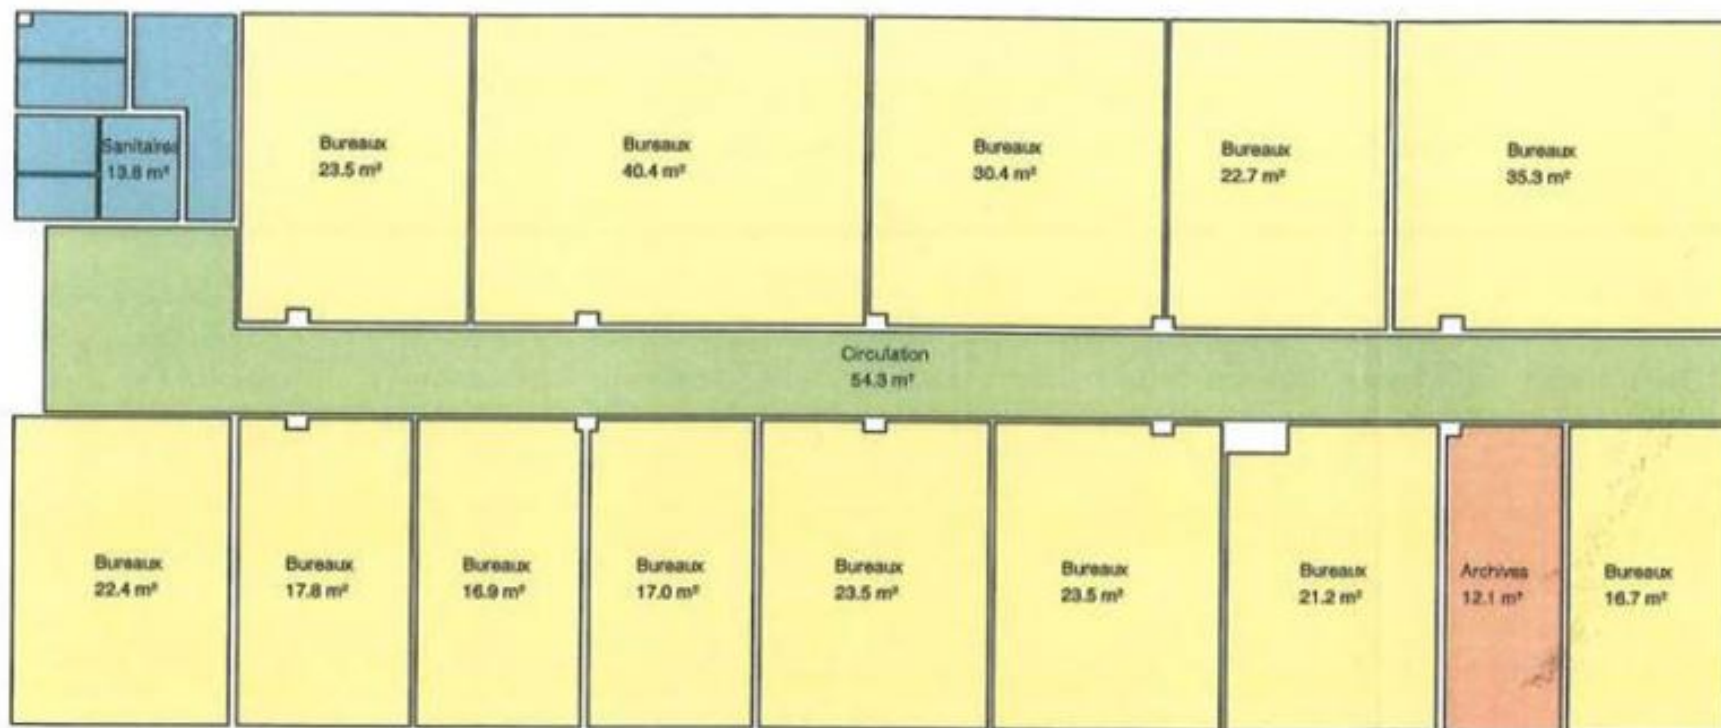 Sanitaires
13.8 m²
Bureaux
23.5 m²
Bureaux
40.4 m²
Bureaux
30.4 m²
Bureaux
22.7 m²
Bureaux
35.3 m²
Circulation
54.3 m²
Bureaux
22.4 m²
Bureaux
17.8 m²
Bureaux
16.9 m²
Bureaux
17.0 m²
Bureaux
23.5 m²
Bureaux
23.5 m²
Bureaux
21.2 m²
Archives
12.1 m²
Bureaux
16.7 m²